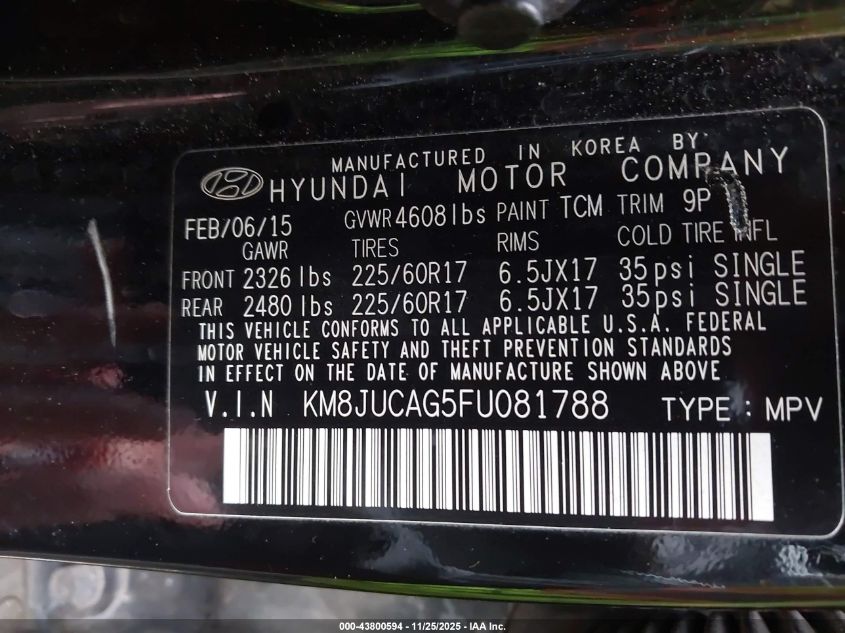 MANUFACTURED IN KOREA BY:
HYUNDAI MOTOR COMPANY
FEB/06/15 GVWR 4608 lbs PAINT TCM TRIM 9P
GAWR TIRES RIMS COLD TIRE INFL
FRONT 2326 lbs 225/60R17 6.5JX17 35 psi SINGLE
REAR 2480 lbs 225/60R17 6.5JX17 35psi SINGLE
THIS VEHICLE CONFORMS TO ALL APPLICABLE U.S.A. FEDERAL
MOTOR VEHICLE SAFETY AND THEFT PREVENTION STANDARDS
IN EFFECT ON THE DATE OF MANUFACTURE SHOWN ABOVE
V.I.N KM8JUCAG5FU081788 TYPE : MPV
000-43800594 - 11/25/2025 - IAA Inc.